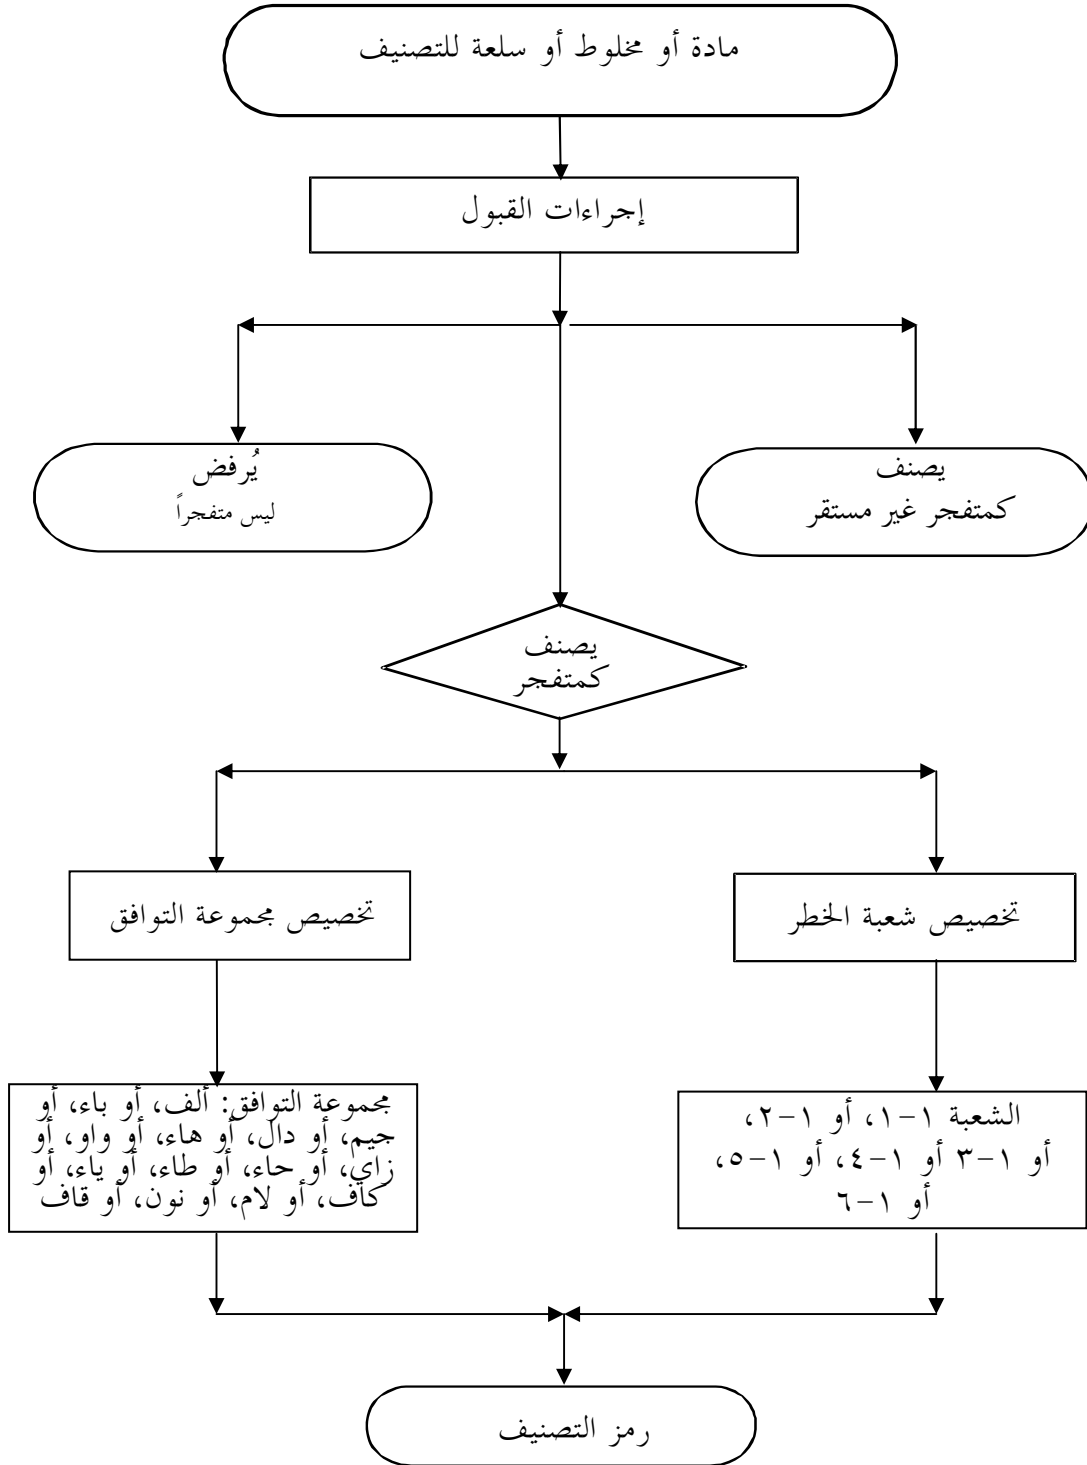 مادة أو مخلوط أو سلعة للتصنيف
إجراءات القبول
يصنف
كمتفجر غير مستقر
يُرفض
ليس متفجراً
يصنف
كمتفجر
تخصيص شعبة الخطر
تخصيص مجموعة التوافق
الشعبة ١-١، أو ١-٢،
أو ١-٣ أو ١-٤، أو ١-٥،
أو ١-٦
مجموعة التوافق: ألف، أو باء، أو
جيم، أو دال، أو هاء، أو واو، أو
زاي، أو حاء، أو طاء، أو ياء، أو
كاف، أو لام، أو نون، أو قاف
رمز التصنيف